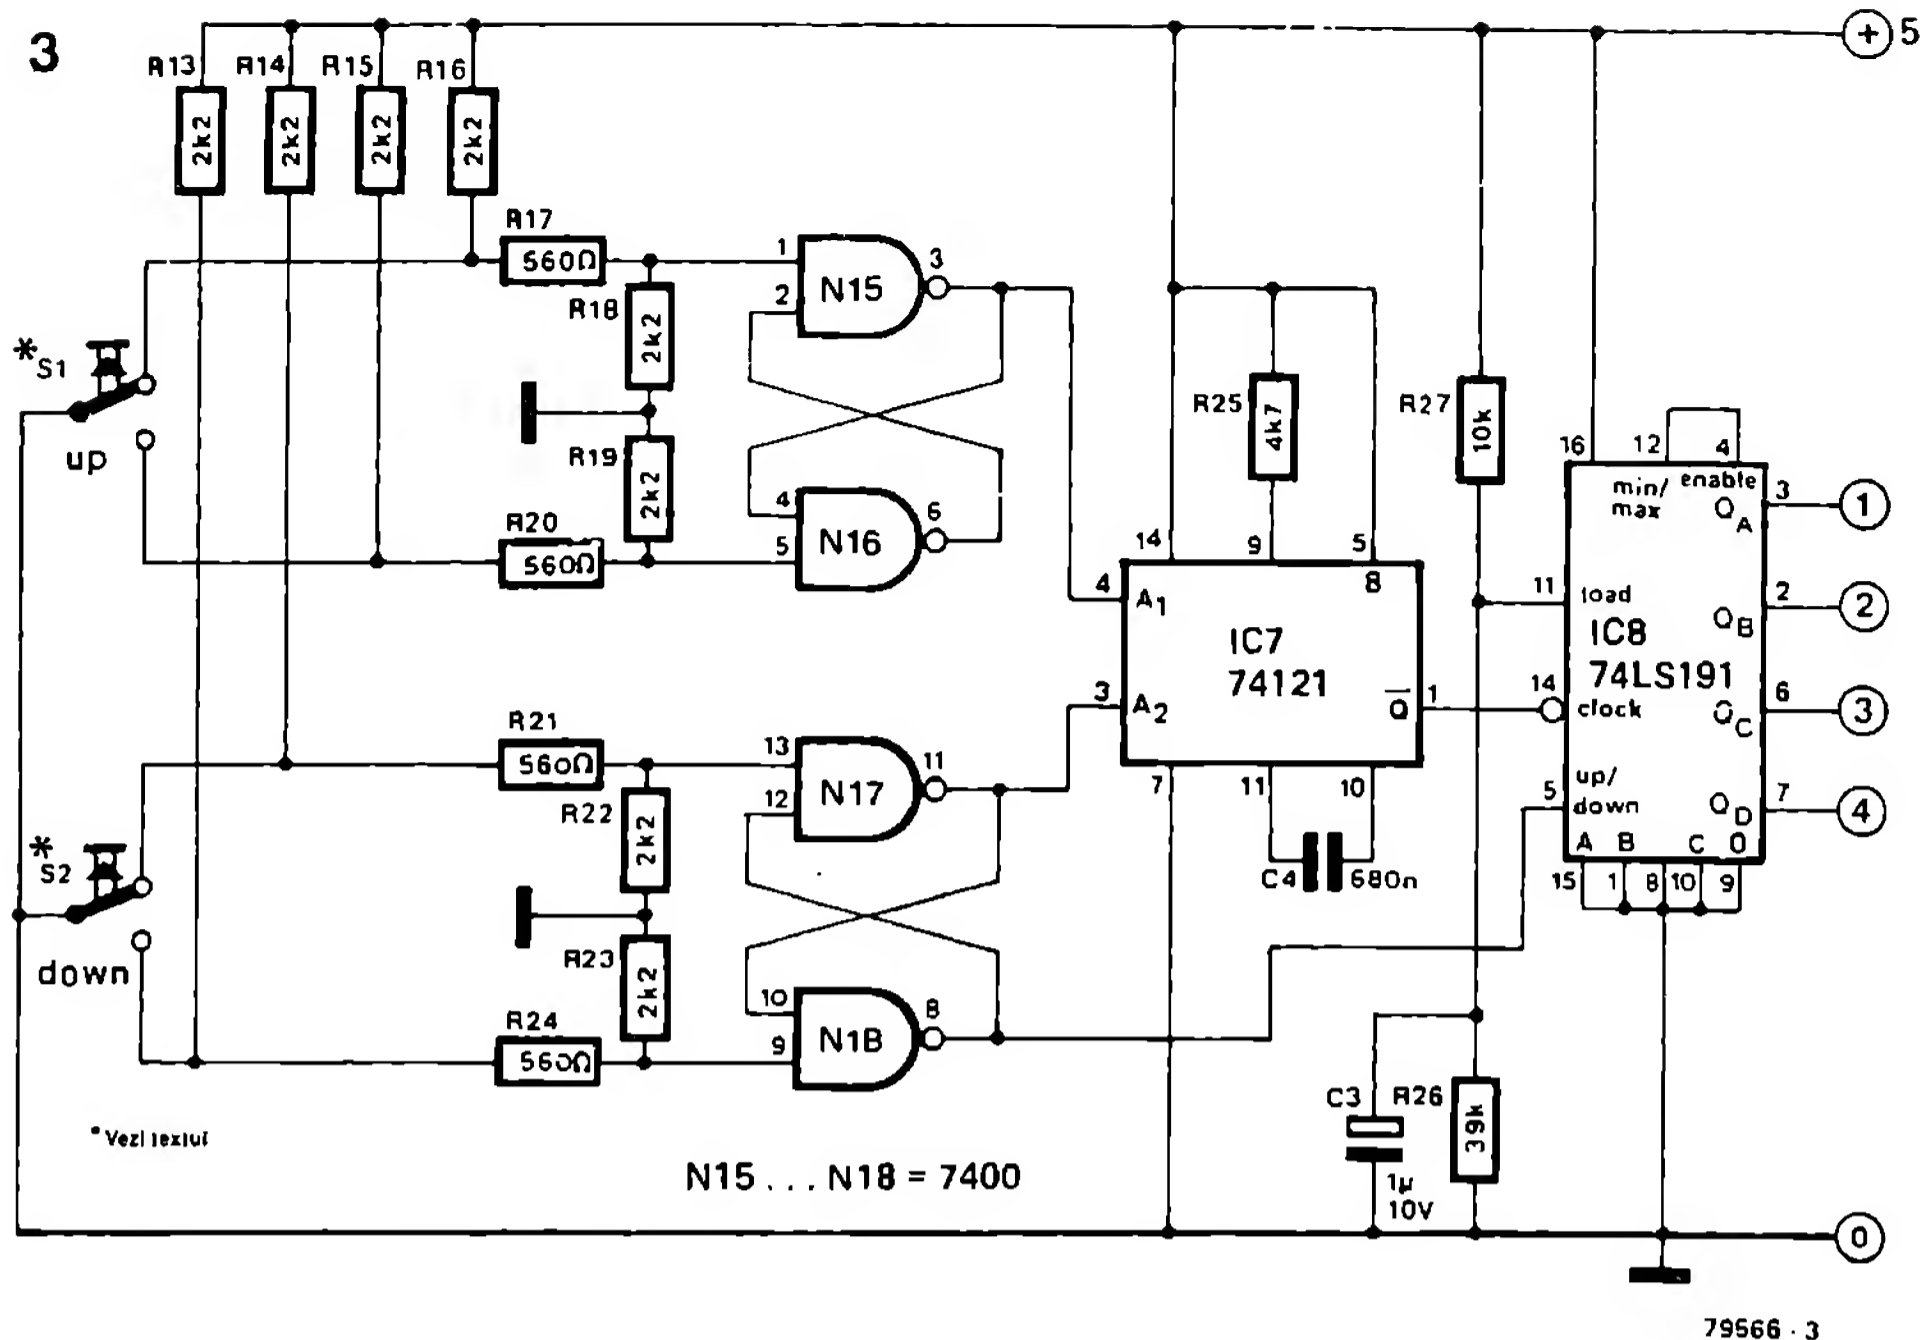 3
+ 5
R13 R14 R15 R16
2k2 2k2 2k2 2k2
R17
560Ω
R18
2k2
1
2
N15
3
*S1
up
R19
2k2
R20
560Ω
4
5
N16
6
R25
4k7
R27
10k
14 9 5
B
4 A1
IC7
74121
3 A2
Q 1
7 11 10
C4 680n
16 12 4
min/
max
enable
QA 3 1
11 load
IC8
74LS191
QB 2 2
14 clock
QC 6 3
5 up/
down
QD 7 4
A B C D
15 1 8 10 9
R21
560Ω
R22
2k2
13
12
N17
11
*S2
down
R23
2k2
R24
560Ω
10
9
N18
8
C3
1µ
10V
R26
39k
* Vezi textul
N15 ... N18 = 7400
0
79566 · 3